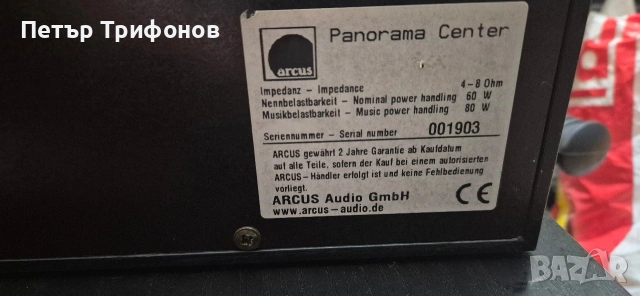 Петър Трифонов
arcus
Panorama Center
Impedanz - Impedance 4-8 Ohm
Nennbelastbarkeit - Nominal power handling 60 W
Musikbelastbarkeit - Music power handling 80 W
Seriennummer - Serial number 001903
ARCUS gewährt 2 Jahre Garantie ab Kaufdatum
auf alle Teile, sofern der Kauf bei einem autorisierten
ARCUS-Händler erfolgt ist und keine Fehlbedienung
vorliegt.
ARCUS Audio GmbH
www.arcus-audio.de
CE
BAZAR